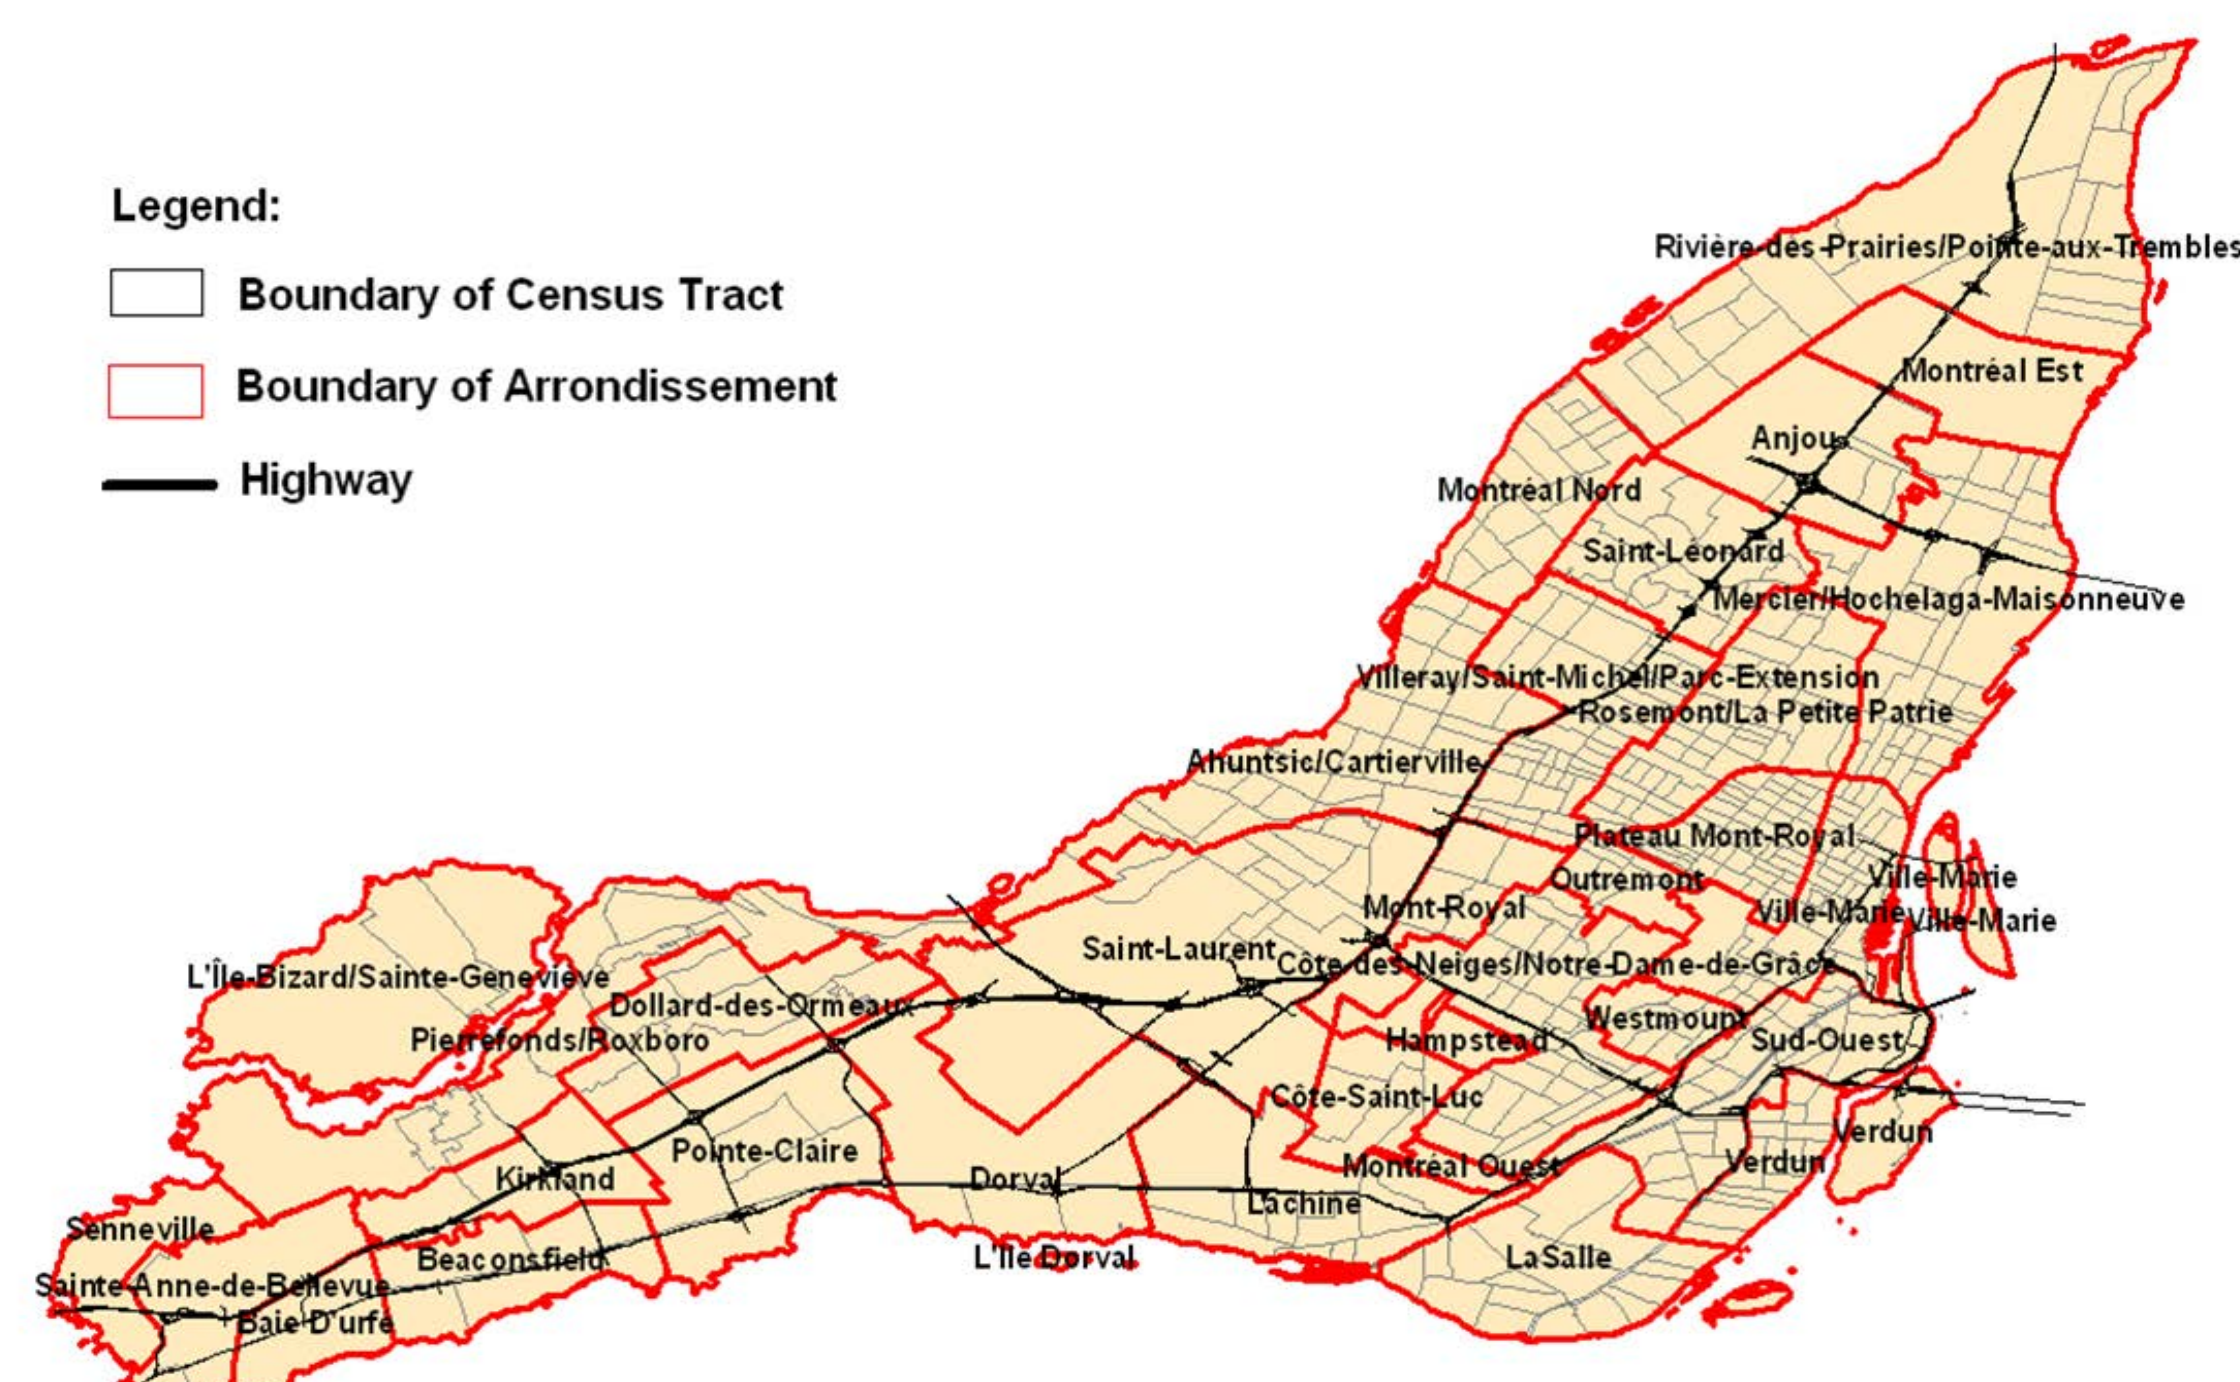 Legend:
Boundary of Census Tract
Boundary of Arrondissement
Highway
Rivière-des-Prairies/Pointe-aux-Trembles
Montréal Est
Anjou
Montréal Nord
Saint-Léonard
Mercier/Hochelaga-Maisonneuve
Villeray/Saint-Michel/Parc-Extension
Rosemont/La Petite Patrie
Ahuntsic/Cartierville
Plateau Mont-Royal
Outremont
Ville-Marie
Mont-Royal
Ville-Marie
Ville-Marie
Saint-Laurent
Côte-des-Neiges/Notre-Dame-de-Grâce
L'Île-Bizard/Sainte-Geneviève
Dollard-des-Ormeaux
Westmount
Pierrefonds/Roxboro
Hampstead
Sud-Ouest
Côte-Saint-Luc
Verdun
Pointe-Claire
Verdun
Montréal Ouest
Kirkland
Dorval
Lachine
Senneville
Beaconsfield
L'Île Dorval
LaSalle
Sainte-Anne-de-Bellevue
Baie D'urfe